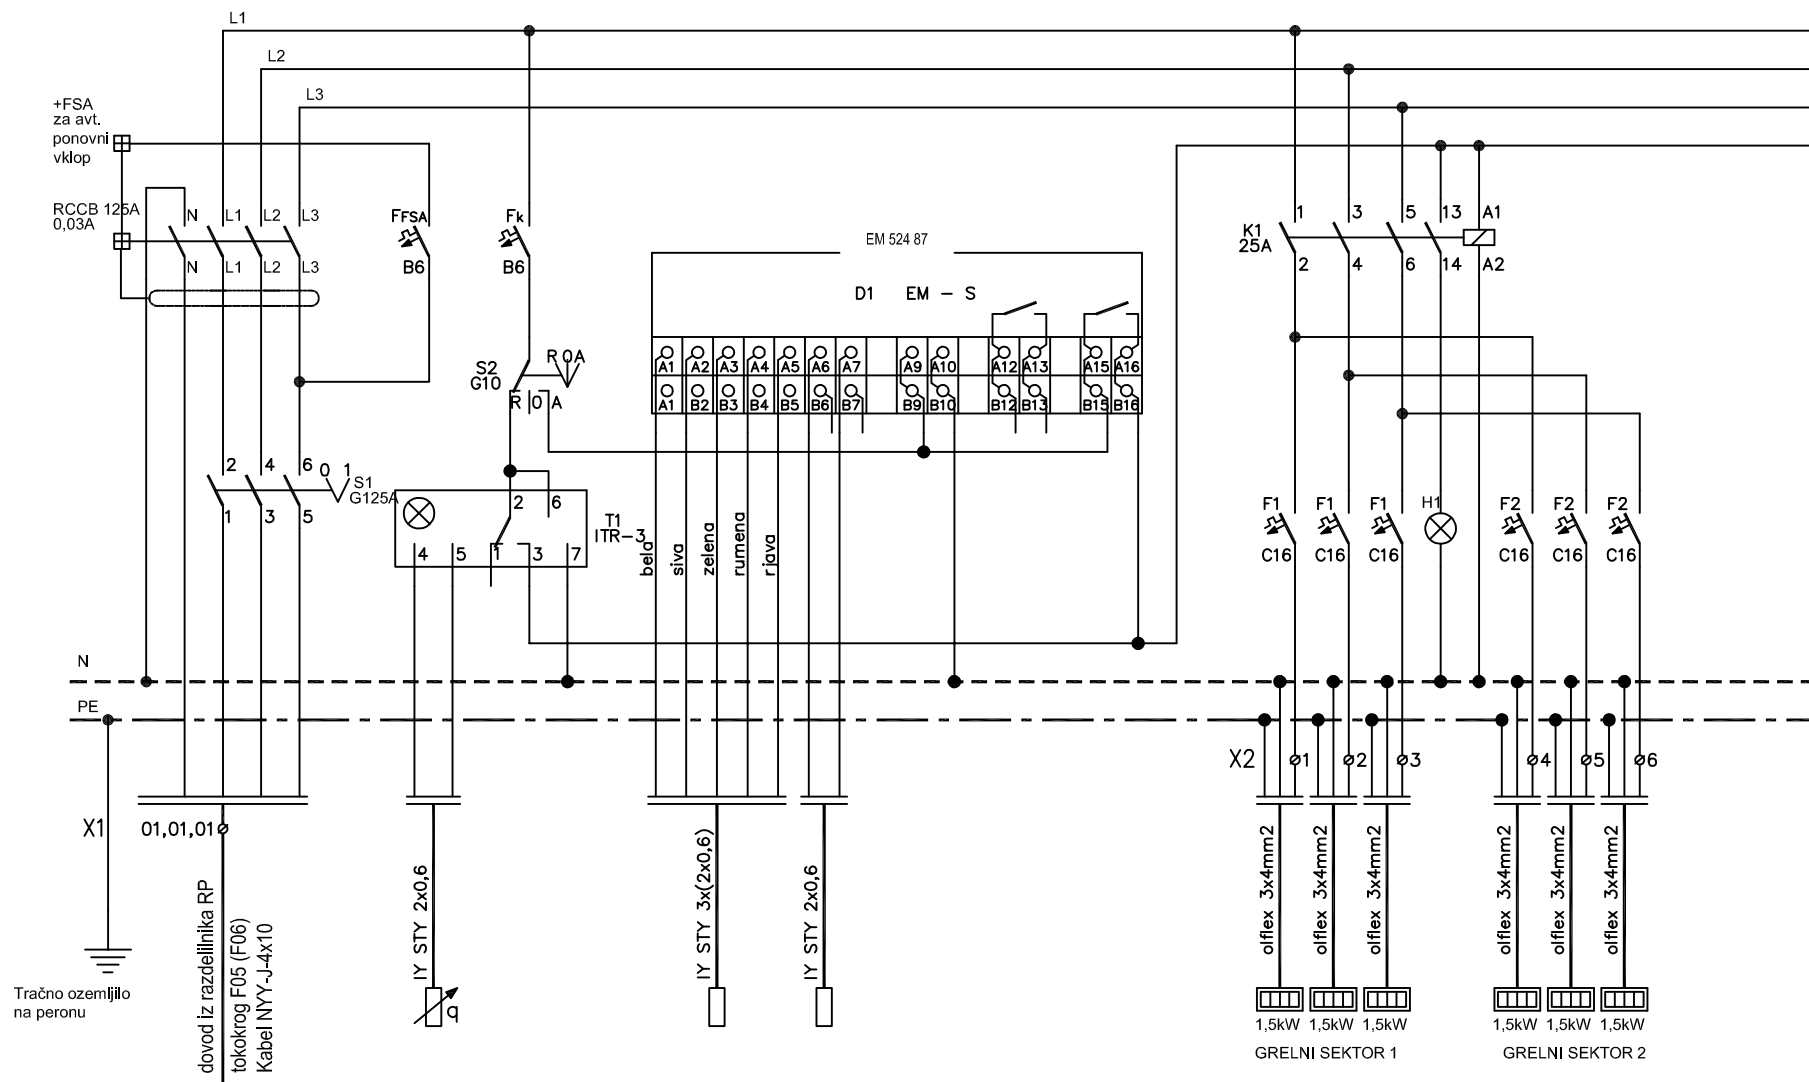 L1
L2
L3
+FSA
za avt.
ponovni
vklop
RCCB 125A
0,03A
N L1 L2 L3
N L1 L2 L3
FFSA
B6
Fk
B6
EM 524 87
D1 EM - S
A1 A2 A3 A4 A5 A6 A7 A9 A10 A12 A13 A15 A16
A1 B2 B3 B4 B5 B6 B7 B9 B10 B12 B13 B15 B16
S2
G10
R 0 A
R 0 A
K1
25A
1 3 5 13 A1
2 4 6 14 A2
2 4 6
0 1
S1
G125A
1 3 5
2 6
T1
ITR-3
4 5 1 3 7
bela
siva
zelena
rumena
rjava
F1 F1 F1 H1 F2 F2 F2
C16 C16 C16 C16 C16 C16
N
PE
X2 1 2 3 4 5 6
X1
01,01,01
dovod iz razdelilnika RP
tokokrog F05 (F06)
Kabel NYY-J-4x10
IY STY 2x0,6
q
IY STY 3x(2x0,6)
IY STY 2x0,6
olflex 3x4mm2
olflex 3x4mm2
olflex 3x4mm2
olflex 3x4mm2
olflex 3x4mm2
olflex 3x4mm2
Tračno ozemljilo
na peronu
1,5kW 1,5kW 1,5kW 1,5kW 1,5kW 1,5kW
GRELNI SEKTOR 1
GRELNI SEKTOR 2